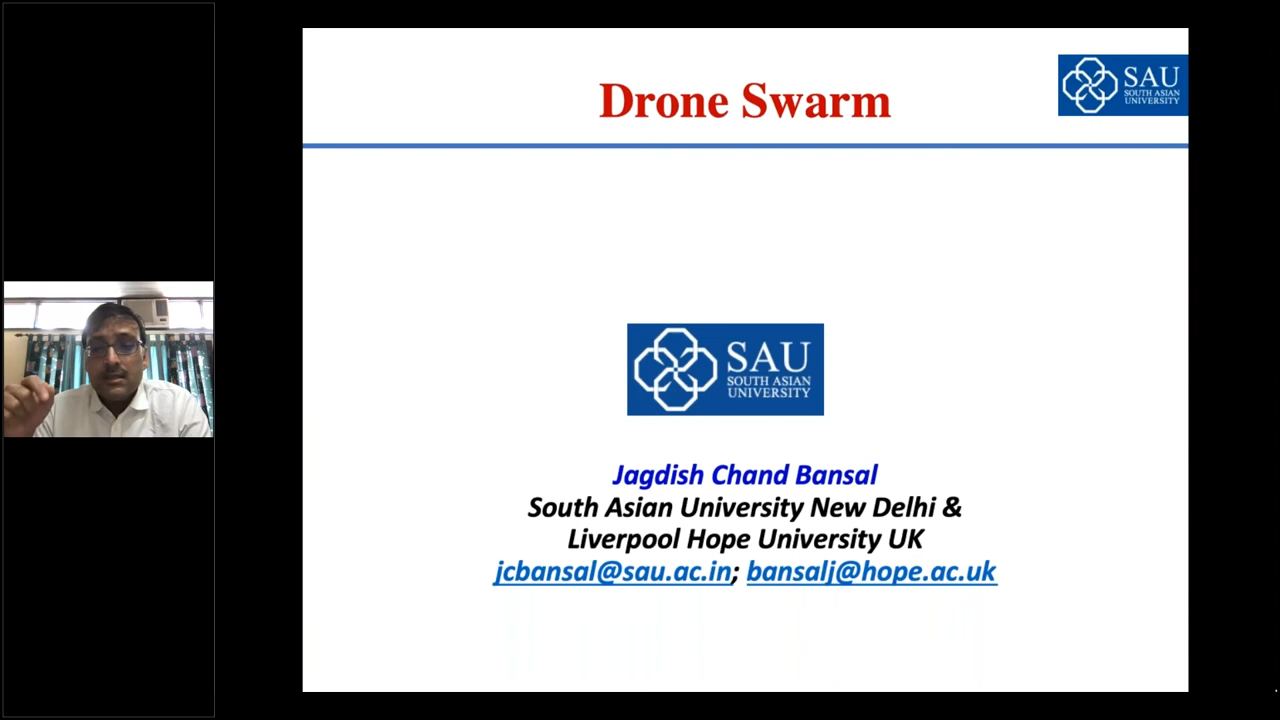 Drone Swarm
SAU
SOUTH ASIAN
UNIVERSITY
SAU
SOUTH ASIAN
UNIVERSITY
Jagdish Chand Bansal
South Asian University New Delhi &
Liverpool Hope University UK
jcbansal@sau.ac.in; bansalj@hope.ac.uk